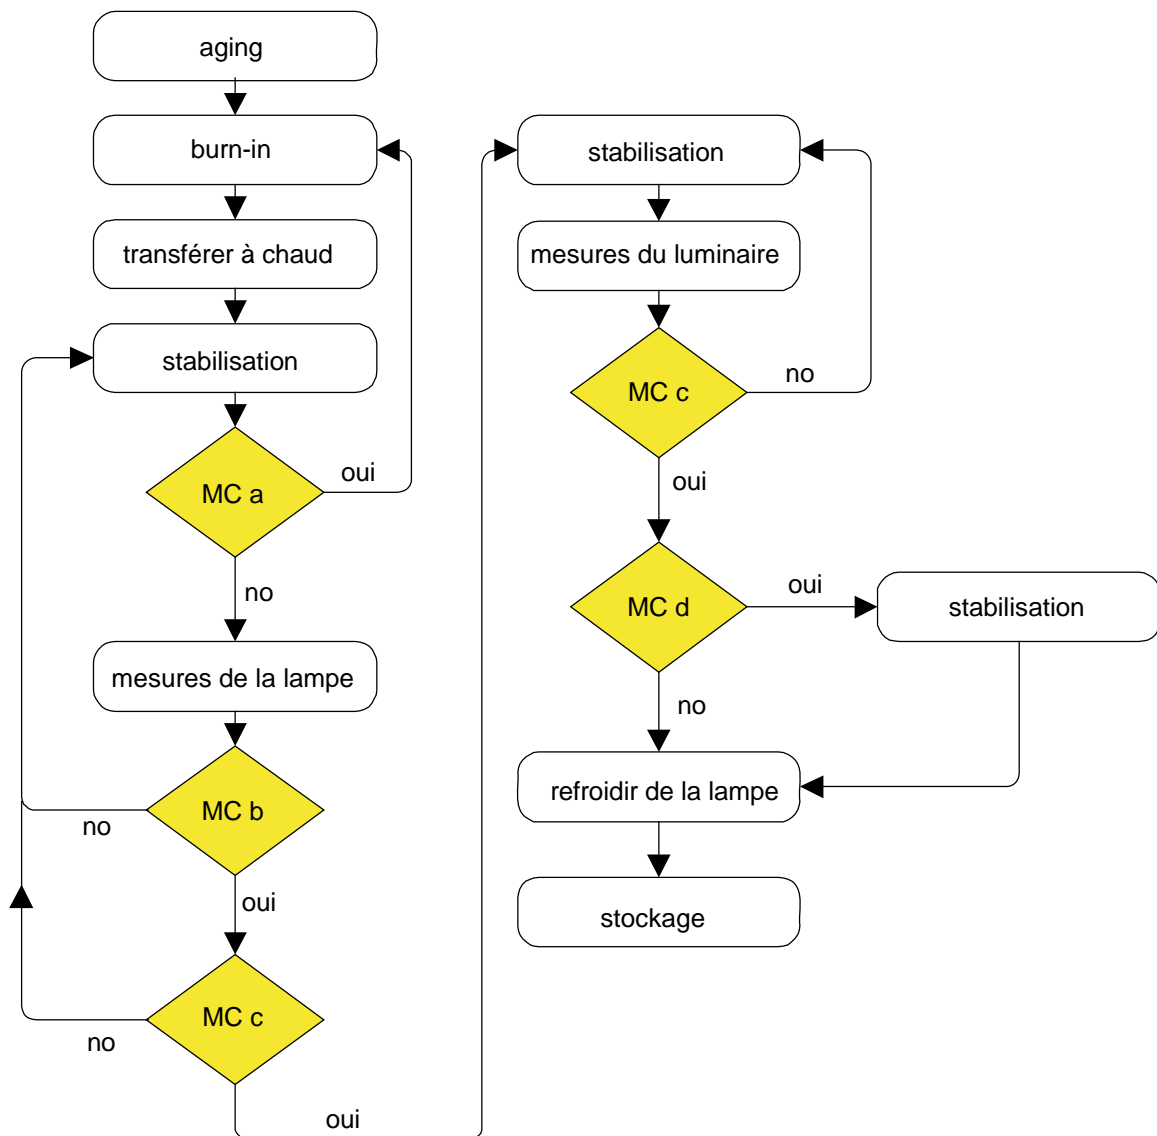 aging
burn-in
transférer à chaud
stabilisation
MC a
oui
no
mesures de la lampe
MC b
no
oui
MC c
no
oui
stabilisation
mesures du luminaire
MC c
no
oui
MC d
oui
stabilisation
no
refroidir de la lampe
stockage